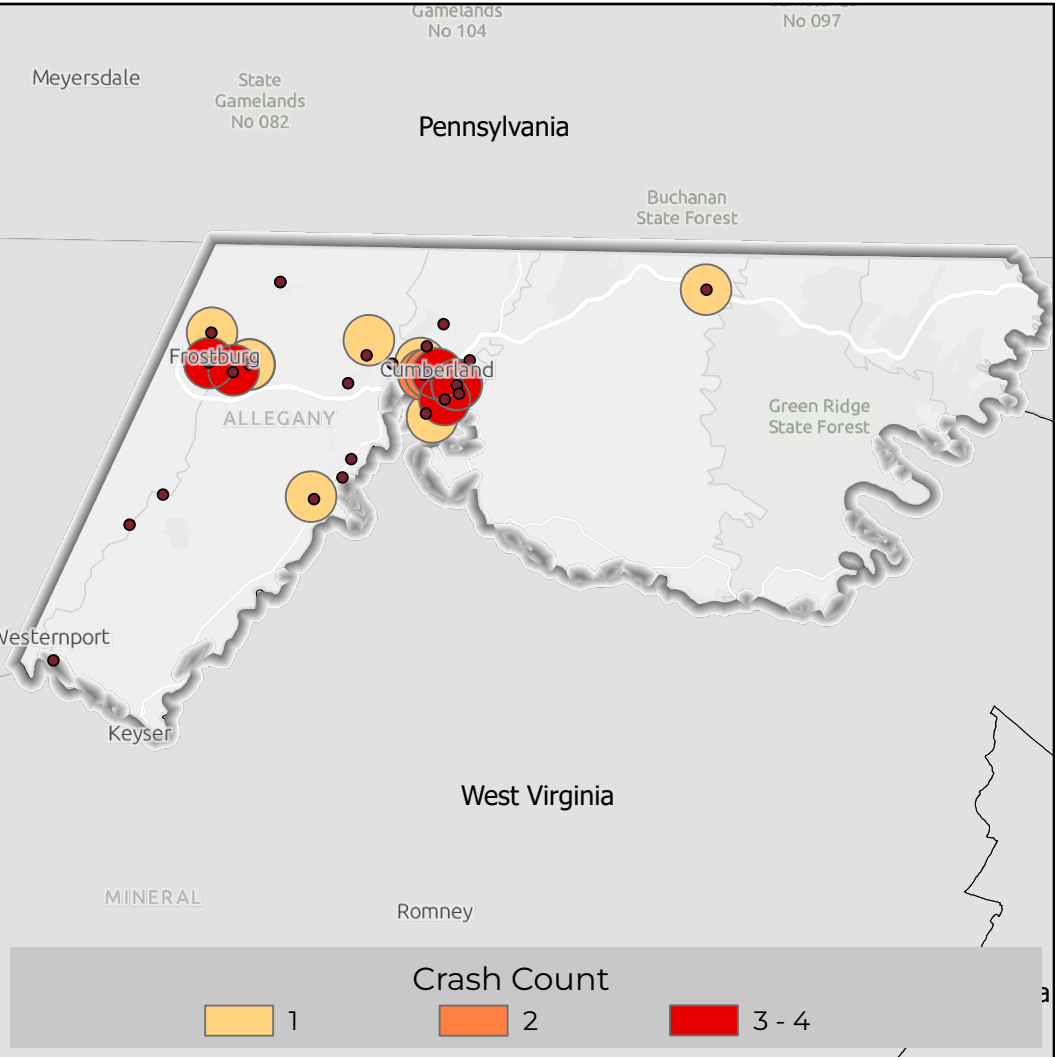 Gamelands
No 104
No 097
Meyersdale
State
Gamelands
No 082
Pennsylvania
Buchanan
State Forest
Frostburg
Cumberland
ALLEGANY
Green Ridge
State Forest
Westernport
Keyser
West Virginia
MINERAL
Romney
a
Crash Count
1
2
3 - 4